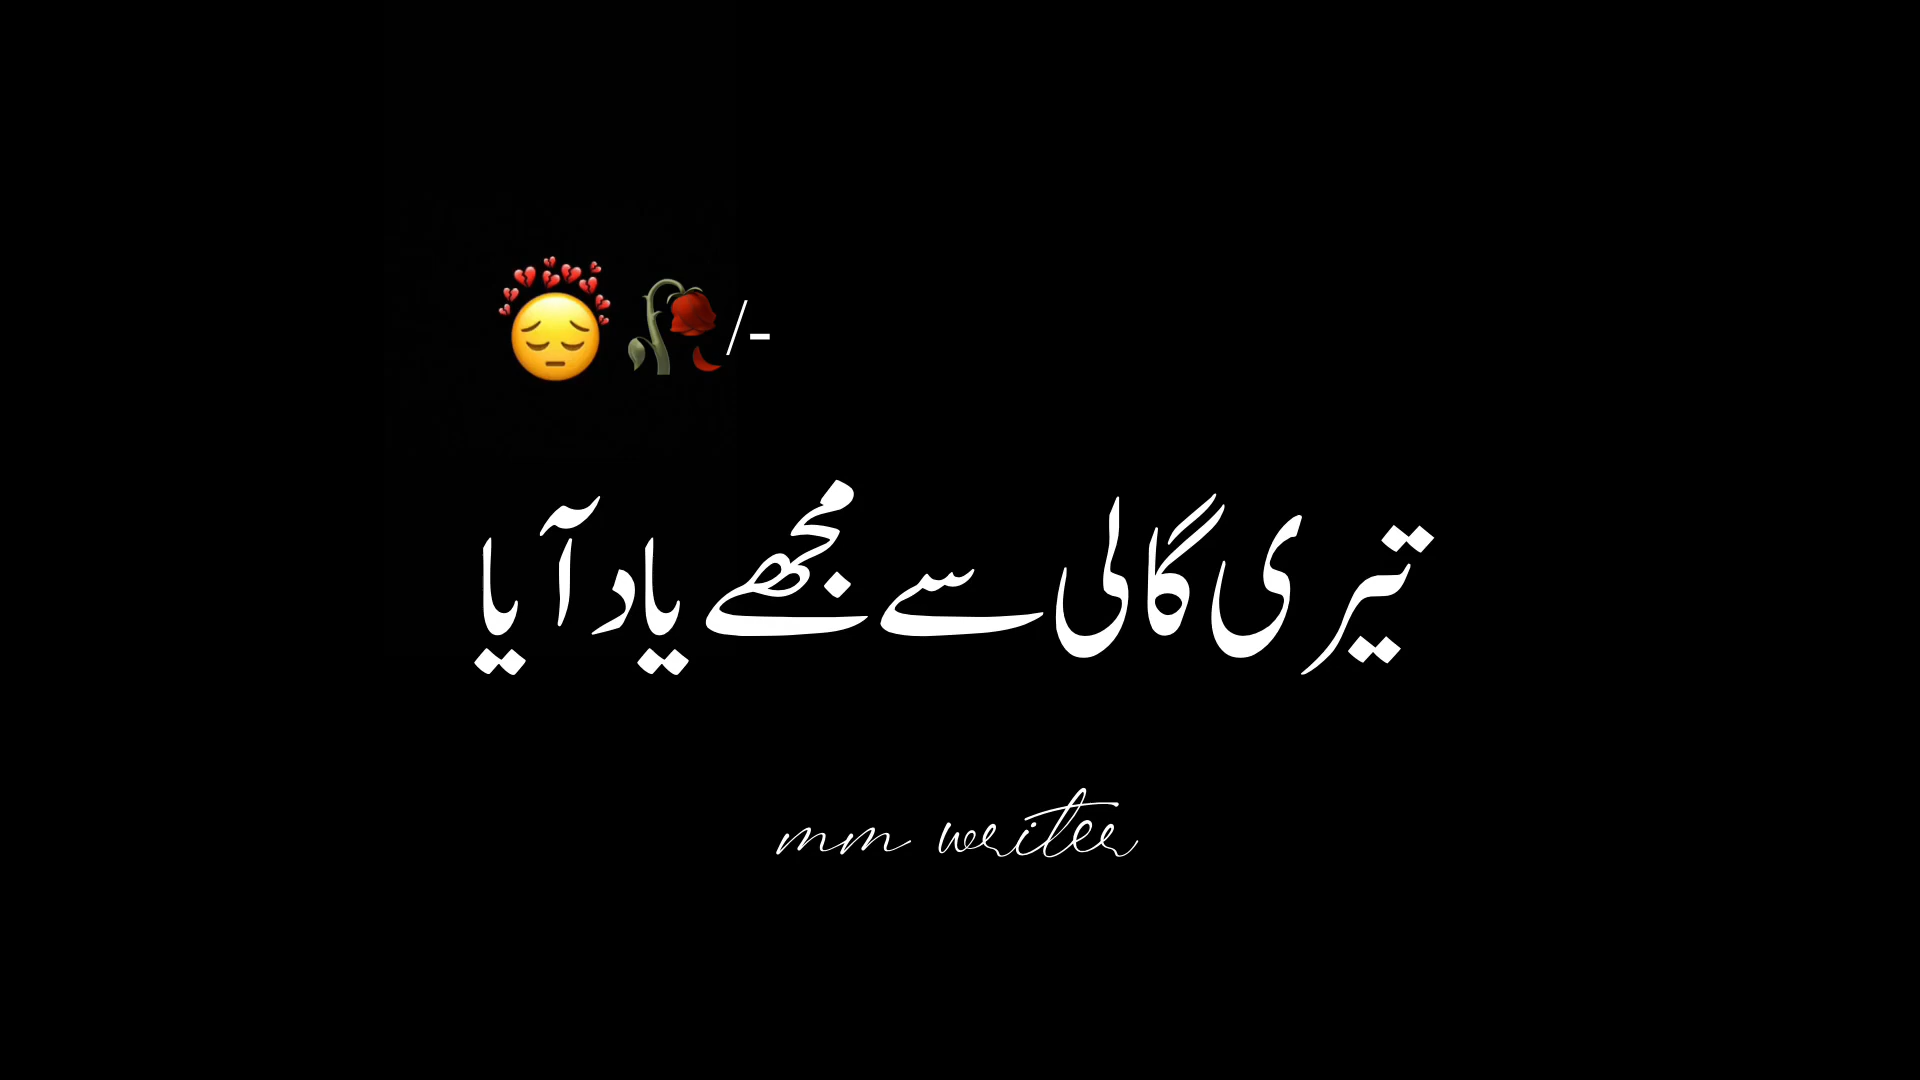 😔🥀/-
تیری گالی سے مجھے یاد آیا
mm writer